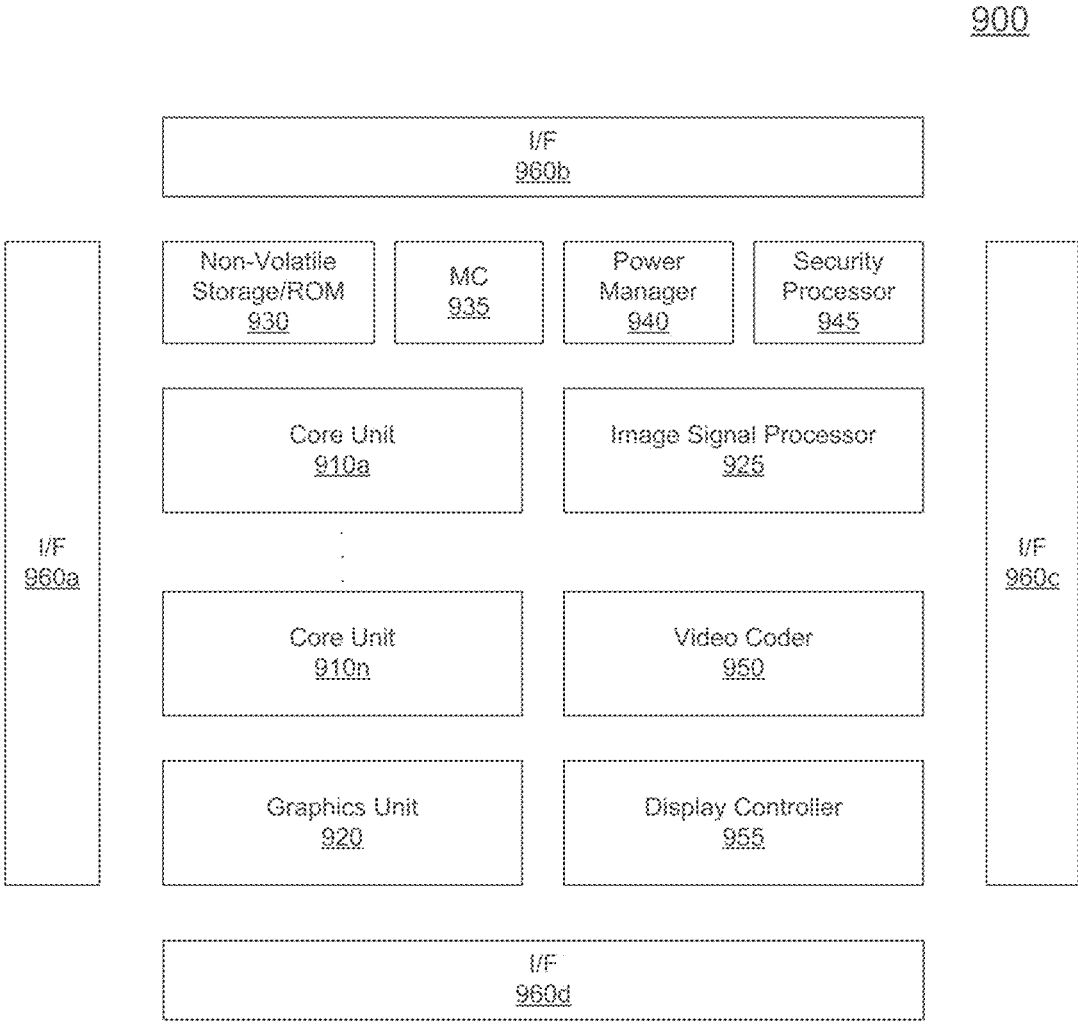 900
I/F
960b
Non-Volatile
Storage/ROM
930
MC
935
Power
Manager
940
Security
Processor
945
I/F
960a
Core Unit
910a
Image Signal Processor
925
I/F
960c
Core Unit
910n
Video Coder
950
Graphics Unit
920
Display Controller
955
I/F
960d